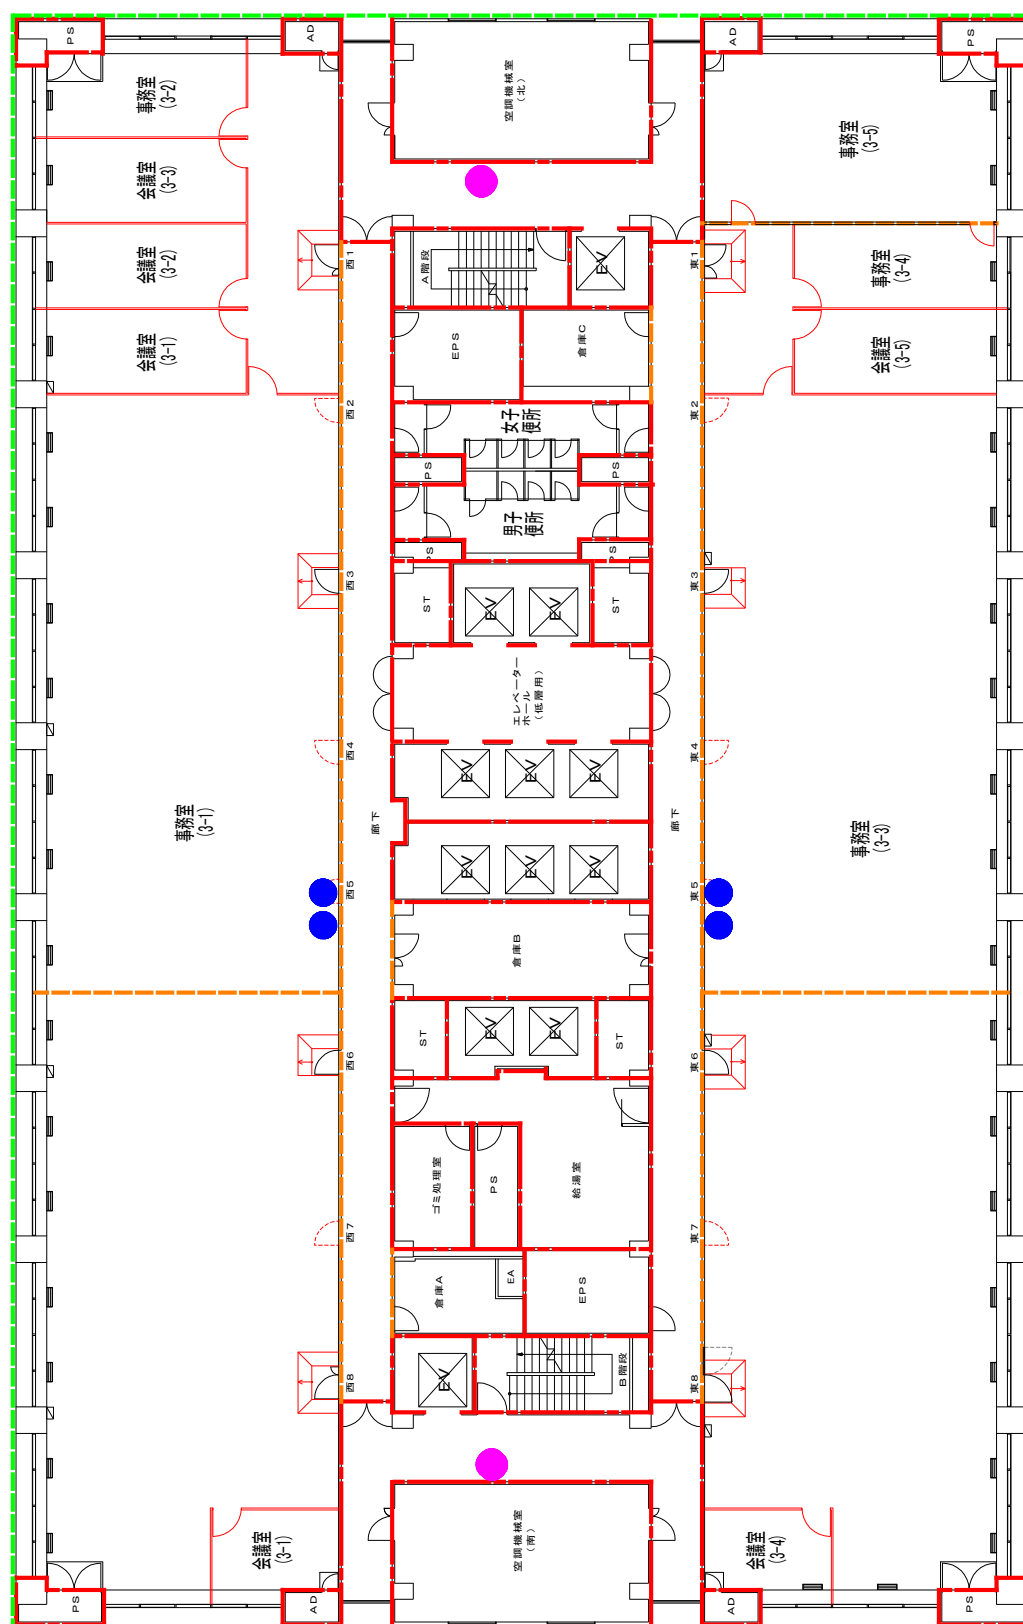 PS
AD
AD
PS
空調機械室
(北)
事務室
(3-2)
事務室
(3-5)
会議室
(3-3)
会議室
(3-2)
西1
A階段
EV
東1
事務室
(3-4)
会議室
(3-1)
EPS
倉庫C
会議室
(3-5)
西2
女子
便所
東2
PS
PS
男子
便所
PS
PS
西3
ST
EV
EV
ST
東3
エレベーター
ホール
(低層用)
西4
東4
EV
EV
EV
事務室
(3-1)
廊下
廊下
事務室
(3-3)
EV
EV
EV
西5
東5
倉庫B
西6
ST
EV
EV
ST
東6
ゴミ処理室
PS
給湯室
西7
東7
倉庫A
EA
EPS
西8
EV
B階段
東8
会議室
(3-1)
空調機械室
(南)
会議室
(3-4)
PS
AD
AD
PS